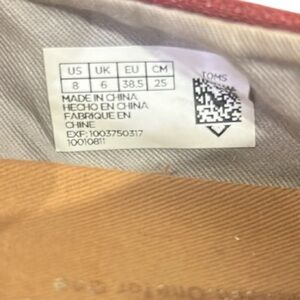 US UK EU CM
8 6 38.5 25
TOMS
MADE IN CHINA
HECHO EN CHINA
FABRIQUE EN
CHINE
EXF: 1003750317
10010811